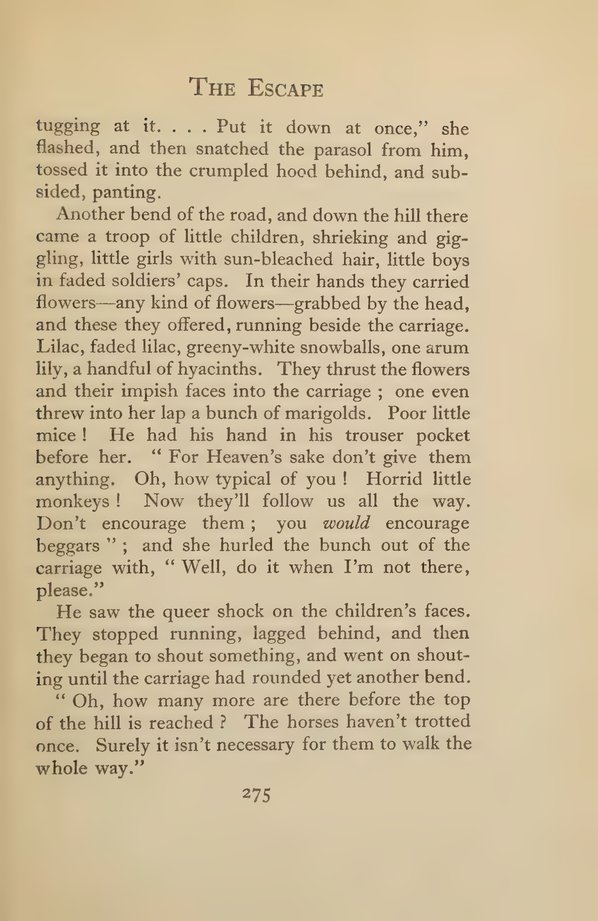 The Escape
tugging at it. . . . Put it down at once,” she
flashed, and then snatched the parasol from him,
tossed it into the crumpled hood behind, and sub-
sided, panting.
Another bend of the road, and down the hill there
came a troop of little children, shrieking and gig-
gling, little girls with sun-bleached hair, little boys
in faded soldiers’ caps. In their hands they carried
flowers—any kind of flowers—grabbed by the head,
and these they offered, running beside the carriage.
Lilac, faded lilac, greeny-white snowballs, one arum
lily, a handful of hyacinths. They thrust the flowers
and their impish faces into the carriage ; one even
threw into her lap a bunch of marigolds. Poor little
mice ! He had his hand in his trouser pocket
before her. “ For Heaven’s sake don’t give them
anything. Oh, how typical of you ! Horrid little
monkeys ! Now they’ll follow us all the way.
Don’t encourage them ; you would encourage
beggars ” ; and she hurled the bunch out of the
carriage with, “ Well, do it when I’m not there,
please.”
He saw the queer shock on the children’s faces.
They stopped running, lagged behind, and then
they began to shout something, and went on shout-
ing until the carriage had rounded yet another bend.
“ Oh, how many more are there before the top
of the hill is reached ? The horses haven’t trotted
once. Surely it isn’t necessary for them to walk the
whole way.”
275